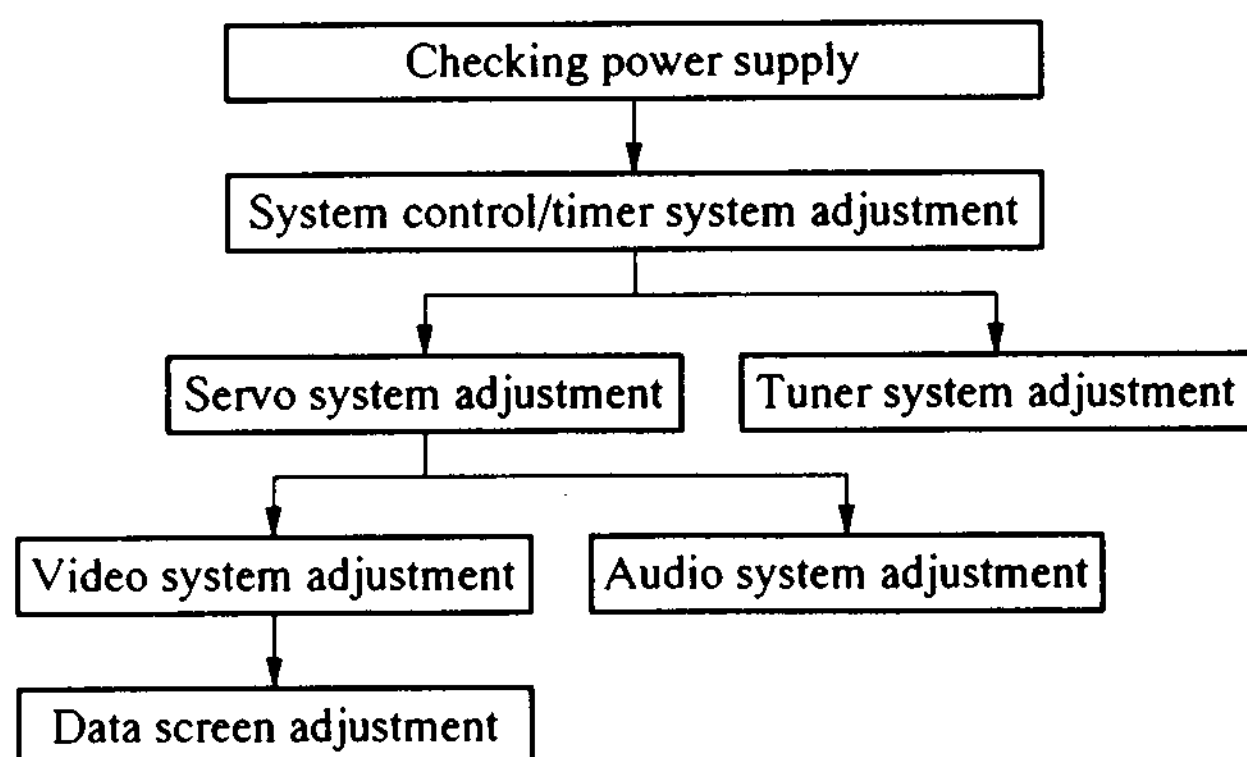 Checking power supply
System control/timer system adjustment
Servo system adjustment
Tuner system adjustment
Video system adjustment
Audio system adjustment
Data screen adjustment